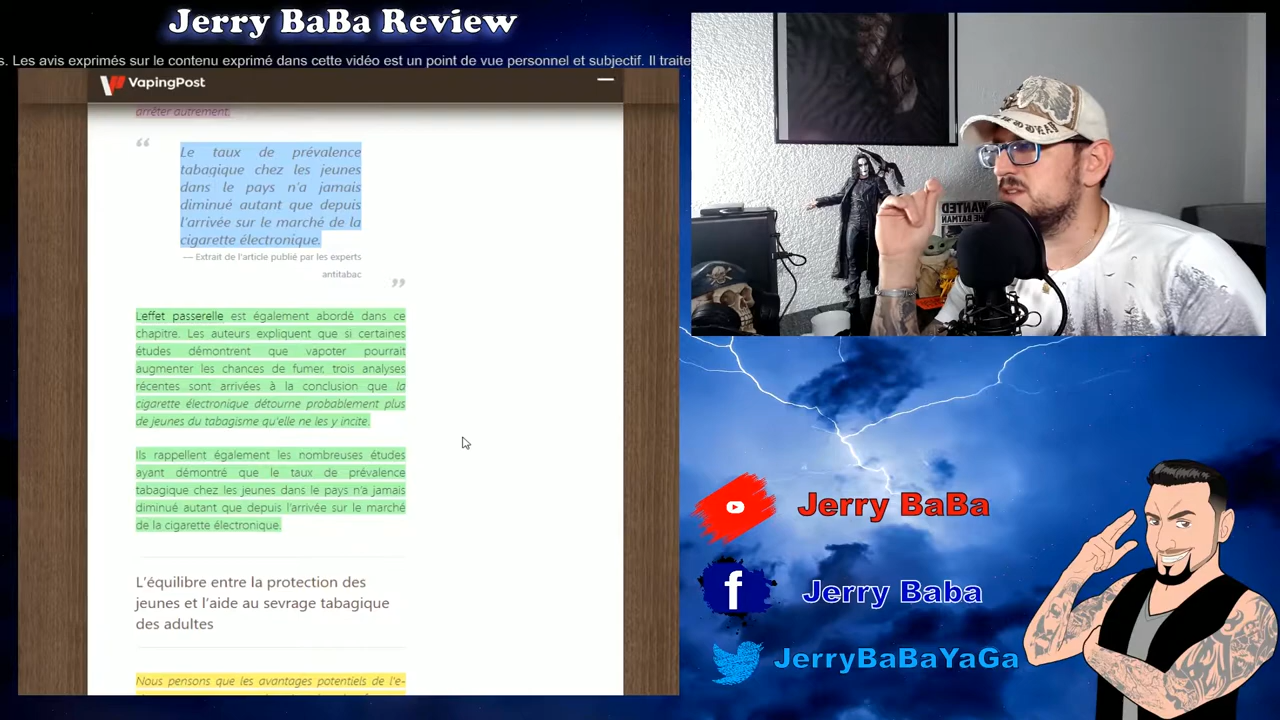 Jerry BaBa Review
s. Les avis exprimés sur le contenu exprimé dans cette vidéo est un point de vue personnel et subjectif. Il traite
VapingPost
arrêter autrement.
“
Le taux de prévalence
tabagique chez les jeunes
dans le pays n'a jamais
diminué autant que depuis
l'arrivée sur le marché de la
cigarette électronique.
— Extrait de l'article publié par les experts
antitabac
”
L'effet passerelle est également abordé dans ce
chapitre. Les auteurs expliquent que si certaines
études démontrent que vapoter pourrait
augmenter les chances de fumer, trois analyses
récentes sont arrivées à la conclusion que la
cigarette électronique détourne probablement plus
de jeunes du tabagisme qu'elle ne les y incite.
Ils rappellent également les nombreuses études
ayant démontré que le taux de prévalence
tabagique chez les jeunes dans le pays n'a jamais
diminué autant que depuis l'arrivée sur le marché
de la cigarette électronique.
L'équilibre entre la protection des
jeunes et l'aide au sevrage tabagique
des adultes
Nous pensons que les avantages potentiels de l'e-
WANTED
THE BATMAN
Jerry BaBa
f
Jerry Baba
JerryBaBaYaGa